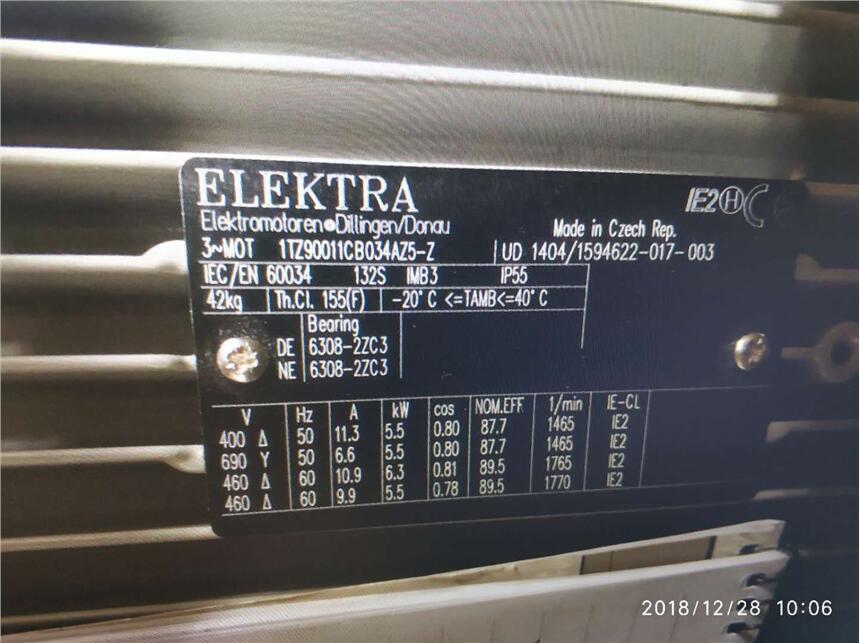 ELEKTRA
IE2 H C
Elektromotoren Dillingen/Donau
Made in Czech Rep.
3~MOT 1TZ90011CB034AZ5-Z UD 1404/1594622-017-003
IEC/EN 60034 132S IMB3 IP55
42kg Th.Cl. 155(F) -20°C <=TAMB<=40°C
Bearing
DE 6308-2ZC3
NE 6308-2ZC3
V Hz A kW cos NOM.EFF 1/min IE-CL
400 Δ 50 11.3 5.5 0.80 87.7 1465 IE2
690 Y 50 6.6 5.5 0.80 87.7 1465 IE2
460 Δ 60 10.9 6.3 0.81 89.5 1765 IE2
460 Δ 60 9.9 5.5 0.78 89.5 1770 IE2
2018/12/28 10:06